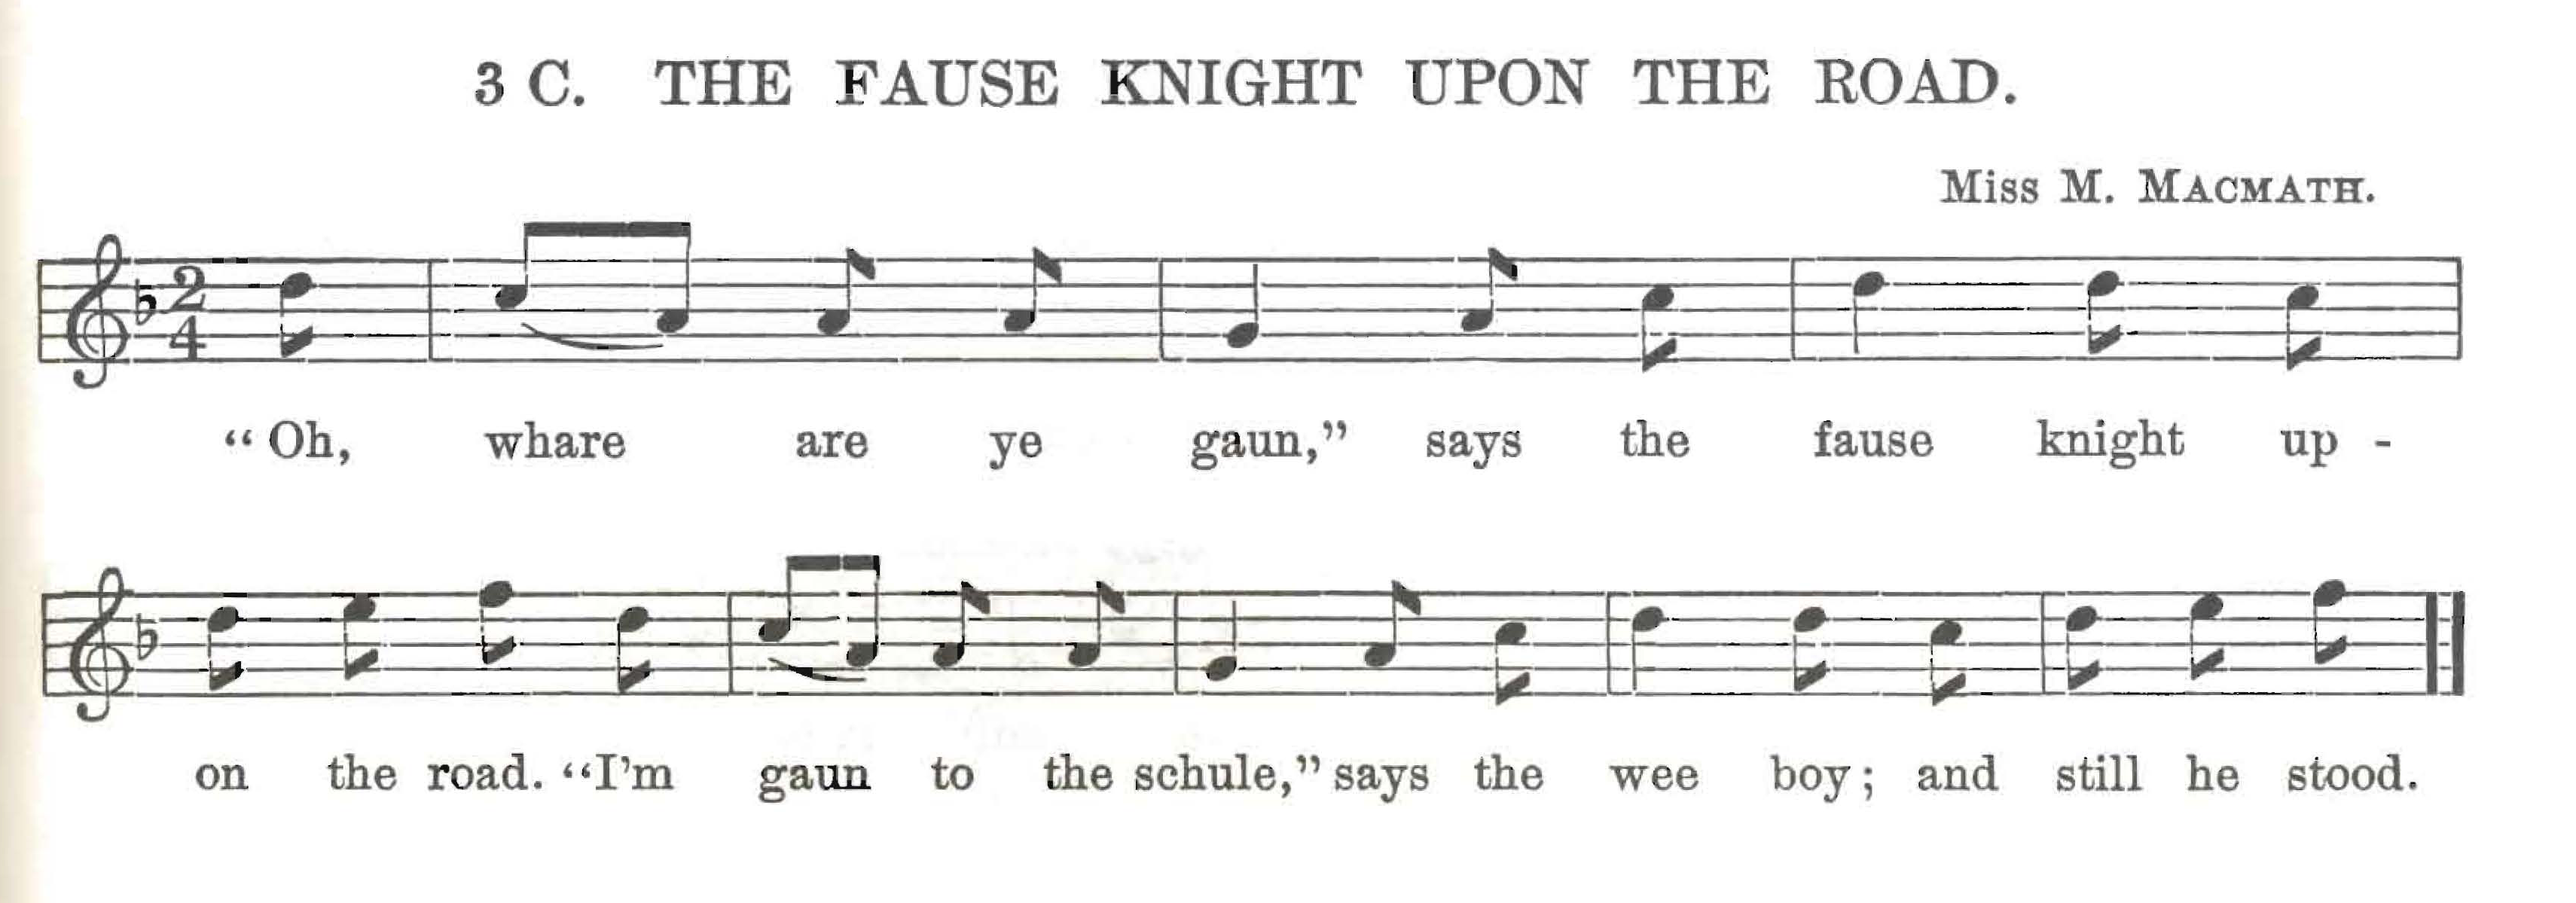 3 C. THE FAUSE KNIGHT UPON THE ROAD.
Miss M. MACMATH.
2
4
“ Oh, whare are ye gaun,” says the fause knight up -
on the road. “I’m gaun to the schule,” says the wee boy; and still he stood.